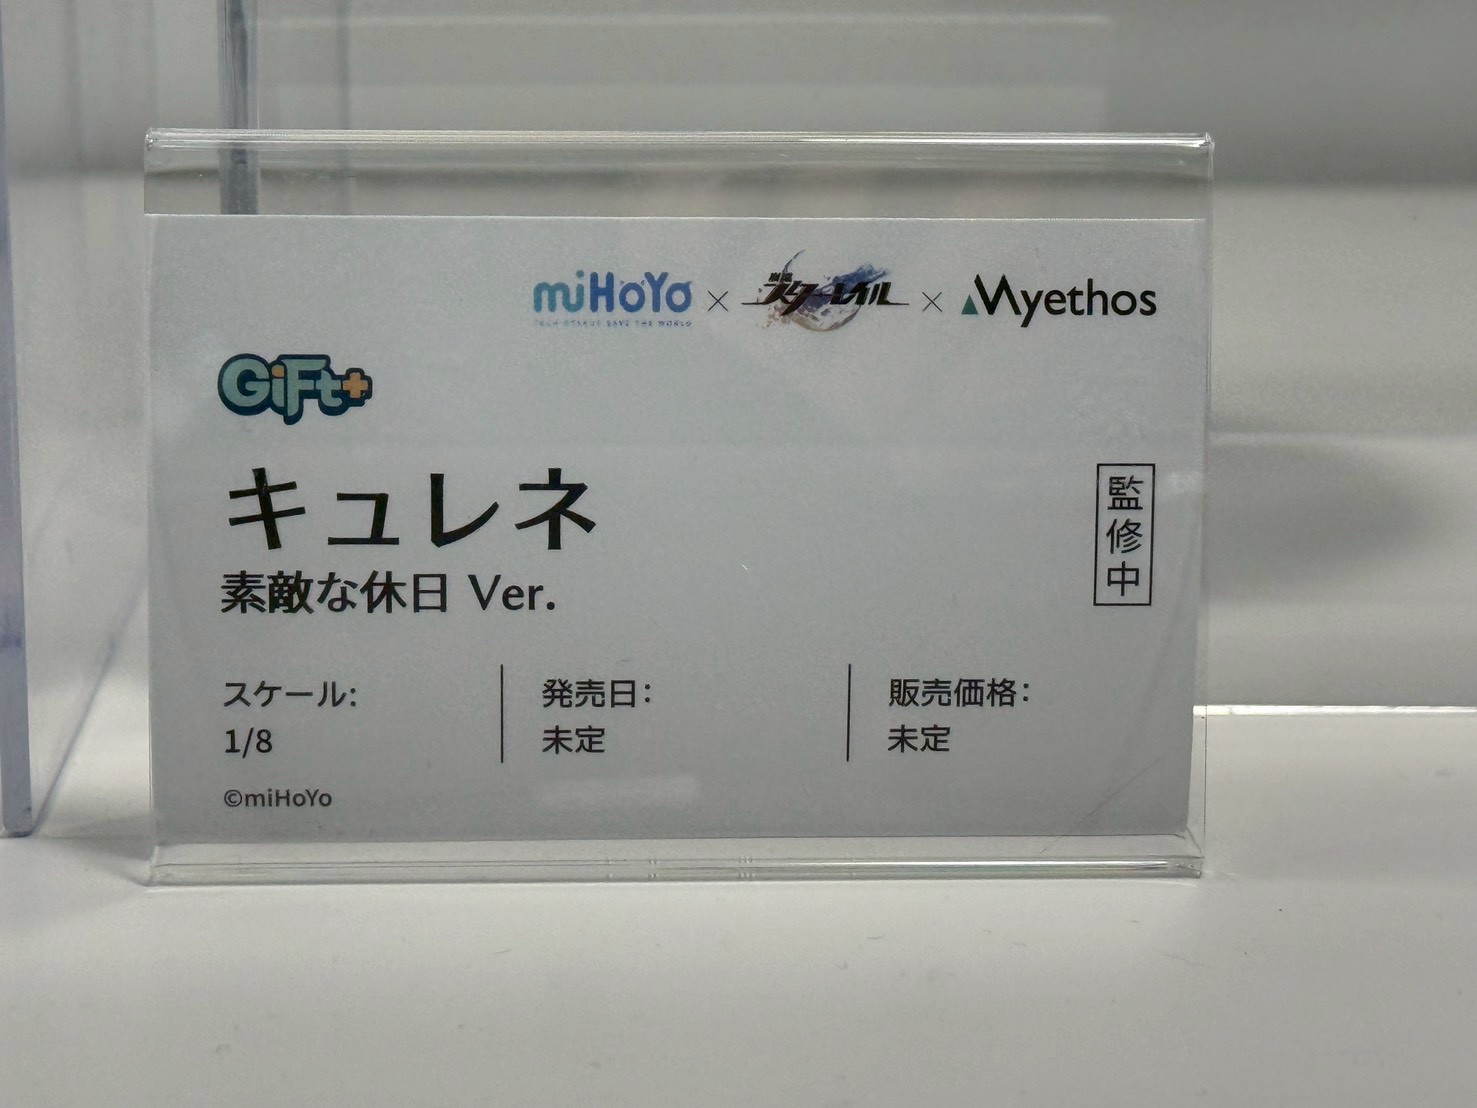 miHoYo × 崩壊 スターレイル × Myethos
TECH OTAKUS SAVE THE WORLD
GiFt+
キュレネ
素敵な休日 Ver.
監修中
スケール: 発売日: 販売価格:
1/8 未定 未定
©miHoYo